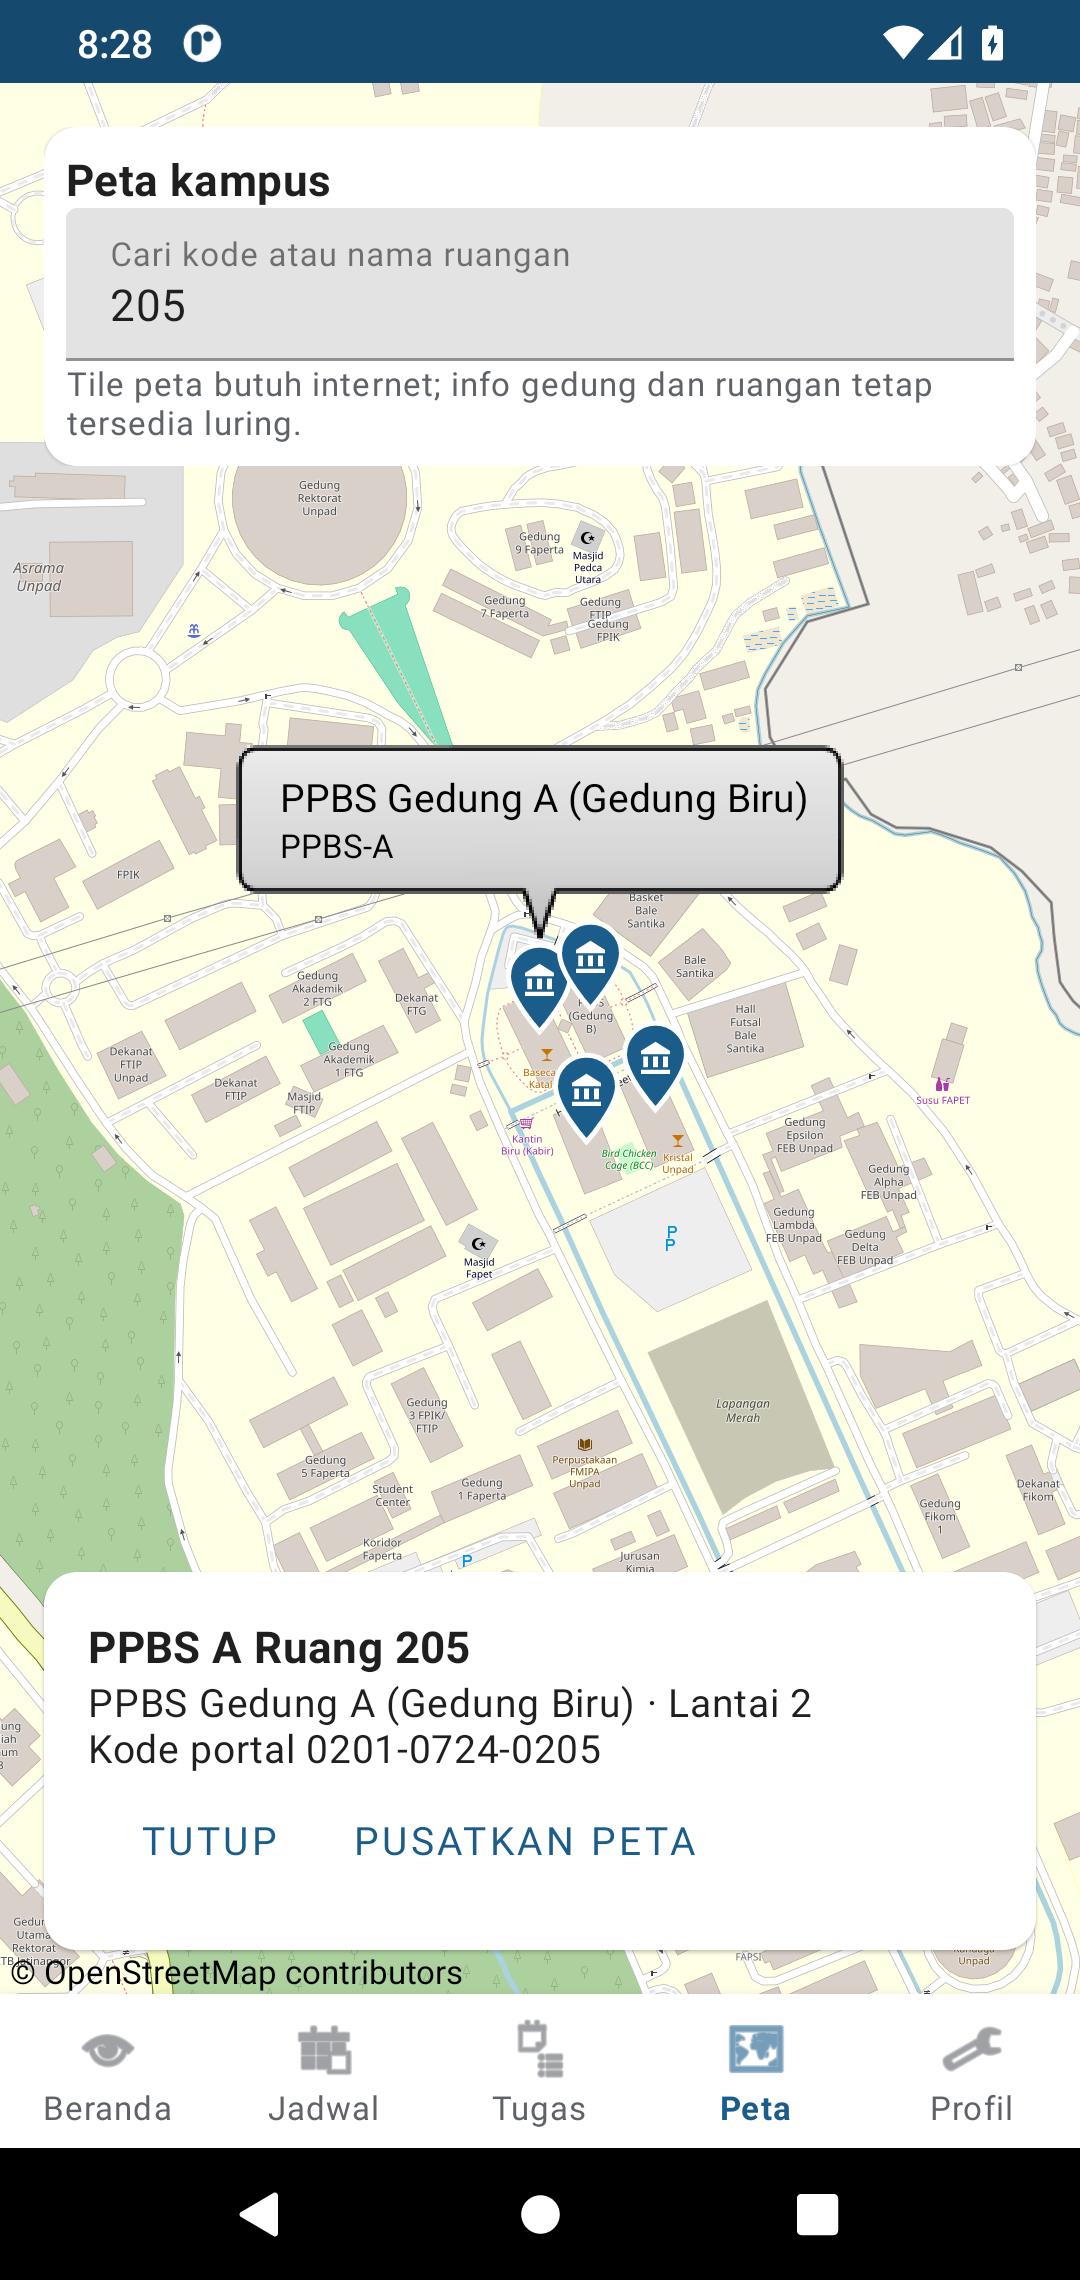 8:28
Peta kampus
Cari kode atau nama ruangan
205
Tile peta butuh internet; info gedung dan ruangan tetap
tersedia luring.
Gedung
Rektorat
Unpad
Asrama
Unpad
Gedung
9 Faperta
Masjid
Pedca
Utara
Gedung
7 Faperta
Gedung
FTIP
Gedung
FPIK
PPBS Gedung A (Gedung Biru)
PPBS-A
FPIK
Basket
Bale
Santika
Bale
Santika
Gedung
Akademik
2 FTG
Dekanat
FTG
(Gedung
B)
Hall
Futsal
Bale
Santika
Dekanat
FTIP
Unpad
Gedung
Akademik
1 FTG
Dekanat
FTIP
Masjid
FTIP
Susu FAPET
Kantin
Biru (Kabir)
Bird Chicken
Cage (BCC)
Kristal
Unpad
Gedung
Epsilon
FEB Unpad
Gedung
Alpha
FEB Unpad
Gedung
Lambda
FEB Unpad
Gedung
Delta
FEB Unpad
P
P
Masjid
Fapet
Lapangan
Merah
Gedung
3 FPIK/
FTIP
Perpustakaan
FMIPA
Unpad
Gedung
5 Faperta
Student
Center
Gedung
1 Faperta
Dekanat
Fikom
Gedung
Fikom
1
Koridor
Faperta
P
Jurusan
Kimia
PPBS A Ruang 205
PPBS Gedung A (Gedung Biru) · Lantai 2
Kode portal 0201-0724-0205
TUTUP
PUSATKAN PETA
Utama
Rektorat
FAPSI
Unpad
© OpenStreetMap contributors
Beranda
Jadwal
Tugas
Peta
Profil